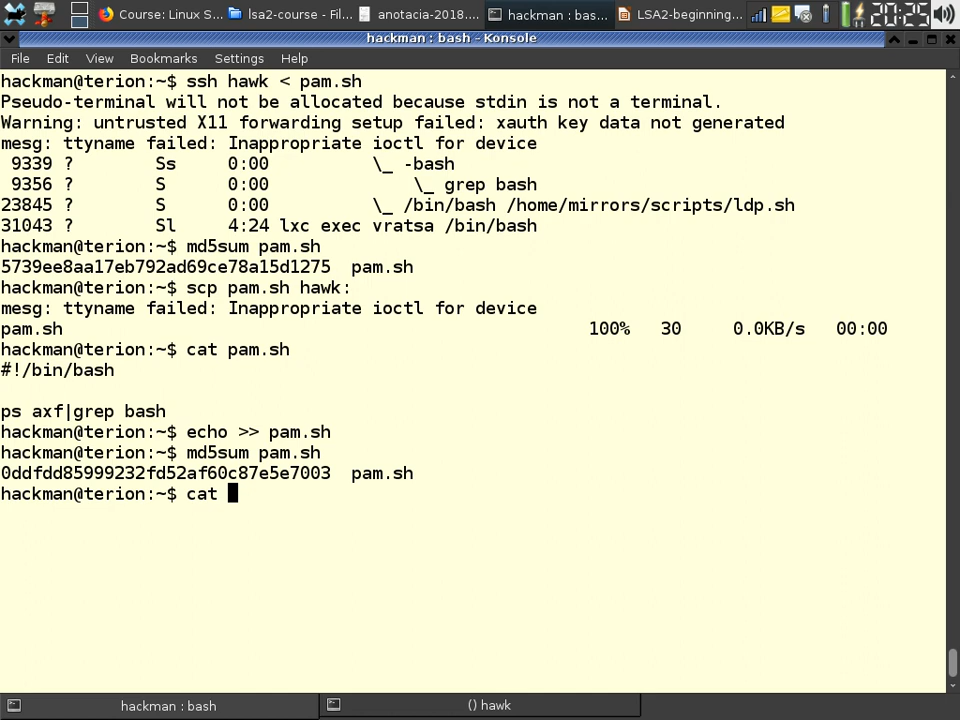 Course: Linux S...
lsa2-course - Fil...
anotacia-2018....
hackman : bas...
LSA2-beginning...
20:25
hackman : bash - Konsole
File Edit View Bookmarks Settings Help
hackman@terion:~$ ssh hawk < pam.sh
Pseudo-terminal will not be allocated because stdin is not a terminal.
Warning: untrusted X11 forwarding setup failed: xauth key data not generated
mesg: ttyname failed: Inappropriate ioctl for device
 9339 ?        Ss     0:00          \_ -bash
 9356 ?        S      0:00              \_ grep bash
23845 ?        S      0:00          \_ /bin/bash /home/mirrors/scripts/ldp.sh
31043 ?        Sl     4:24 lxc exec vratsa /bin/bash
hackman@terion:~$ md5sum pam.sh
5739ee8aa17eb792ad69ce78a15d1275  pam.sh
hackman@terion:~$ scp pam.sh hawk:
mesg: ttyname failed: Inappropriate ioctl for device
pam.sh                                                   100%   30     0.0KB/s   00:00
hackman@terion:~$ cat pam.sh
#!/bin/bash
ps axf|grep bash
hackman@terion:~$ echo >> pam.sh
hackman@terion:~$ md5sum pam.sh
0ddfdd85999232fd52af60c87e5e7003  pam.sh
hackman@terion:~$ cat
hackman : bash
() hawk